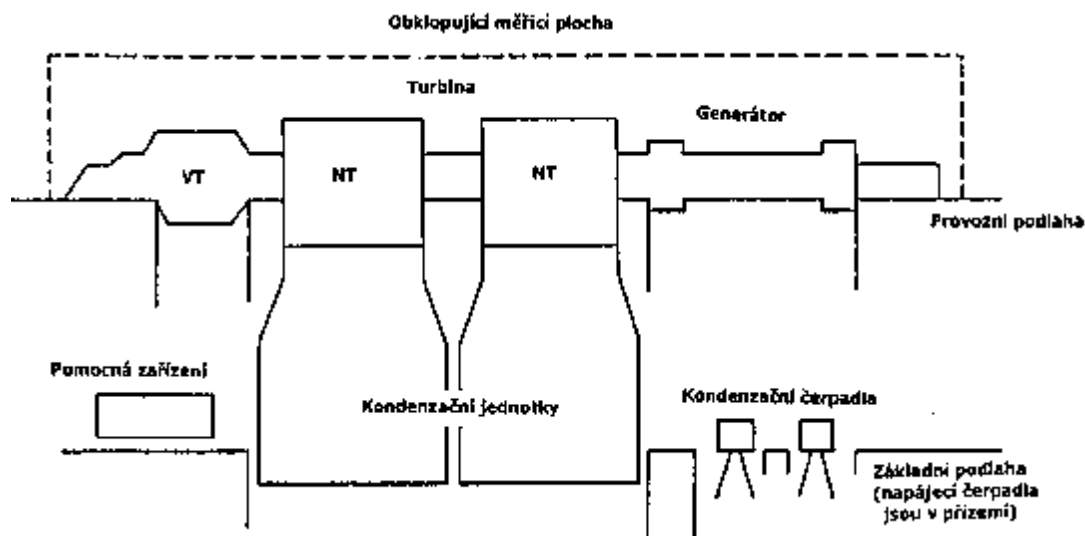 Obklopující měřicí plocha
Turbina
Generátor
VT
NT
NT
Provozní podlaha
Pomocná zařízení
Kondenzační jednotky
Kondenzační čerpadla
Základní podlaha
(napájecí čerpadla
jsou v přízemí)